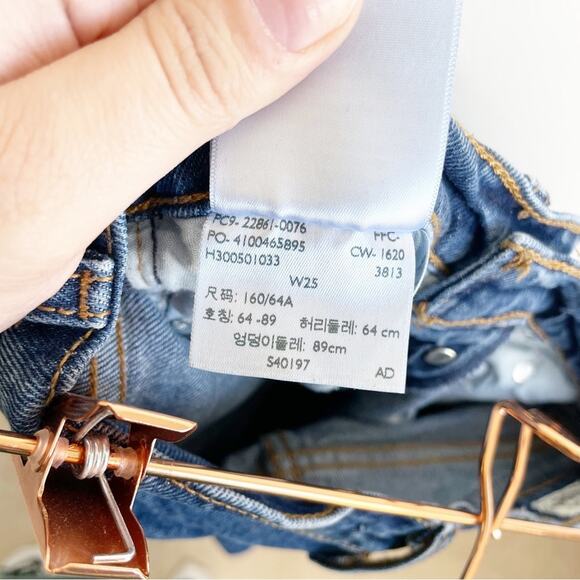 PC9- 22861-0076 FFC-
PO- 4100465895 CW- 1620
H300501033 3813
W25
尺码: 160/64A
호칭: 64 -89 허리둘레: 64 cm
엉덩이둘레: 89cm
S40197 AD